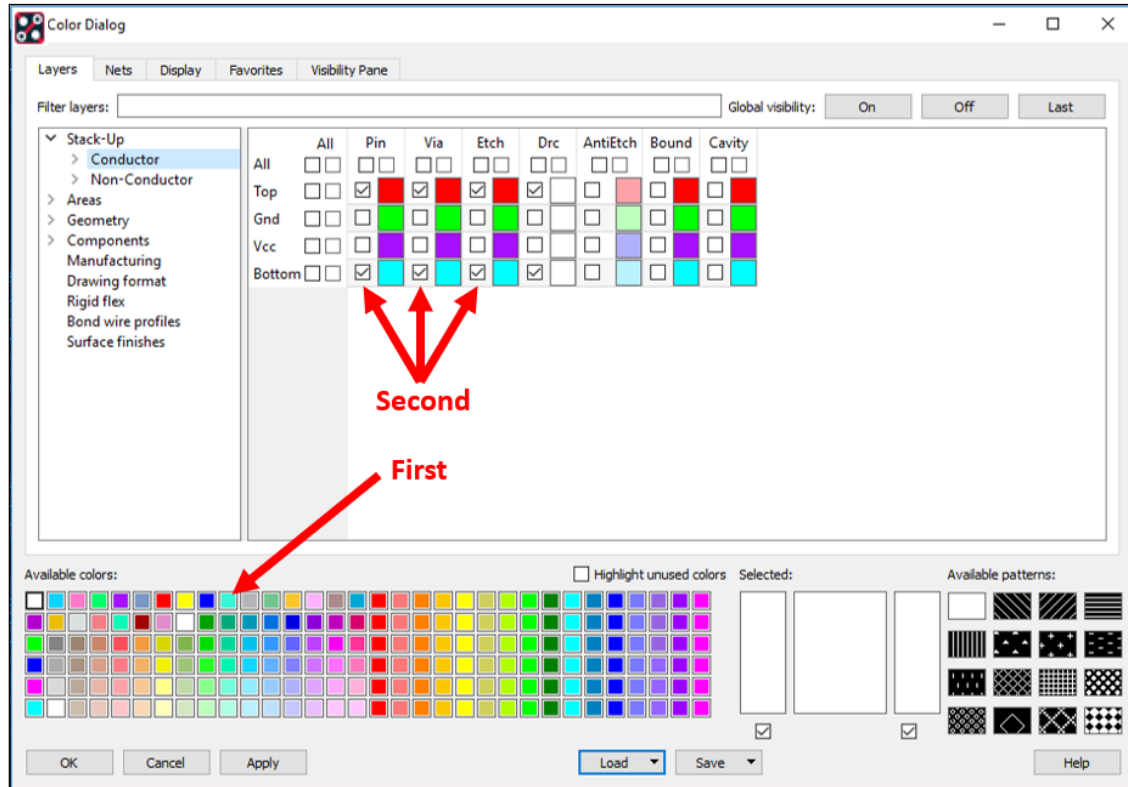 Color Dialog
Layers Nets Display Favorites Visibility Pane
Filter layers: Global visibility: On Off Last
Stack-Up
Conductor
Non-Conductor
Areas
Geometry
Components
Manufacturing
Drawing format
Rigid flex
Bond wire profiles
Surface finishes
All Pin Via Etch Drc AntiEtch Bound Cavity
All
Top
Gnd
Vcc
Bottom
Second
First
Available colors: Highlight unused colors Selected: Available patterns:
OK Cancel Apply Load Save Help